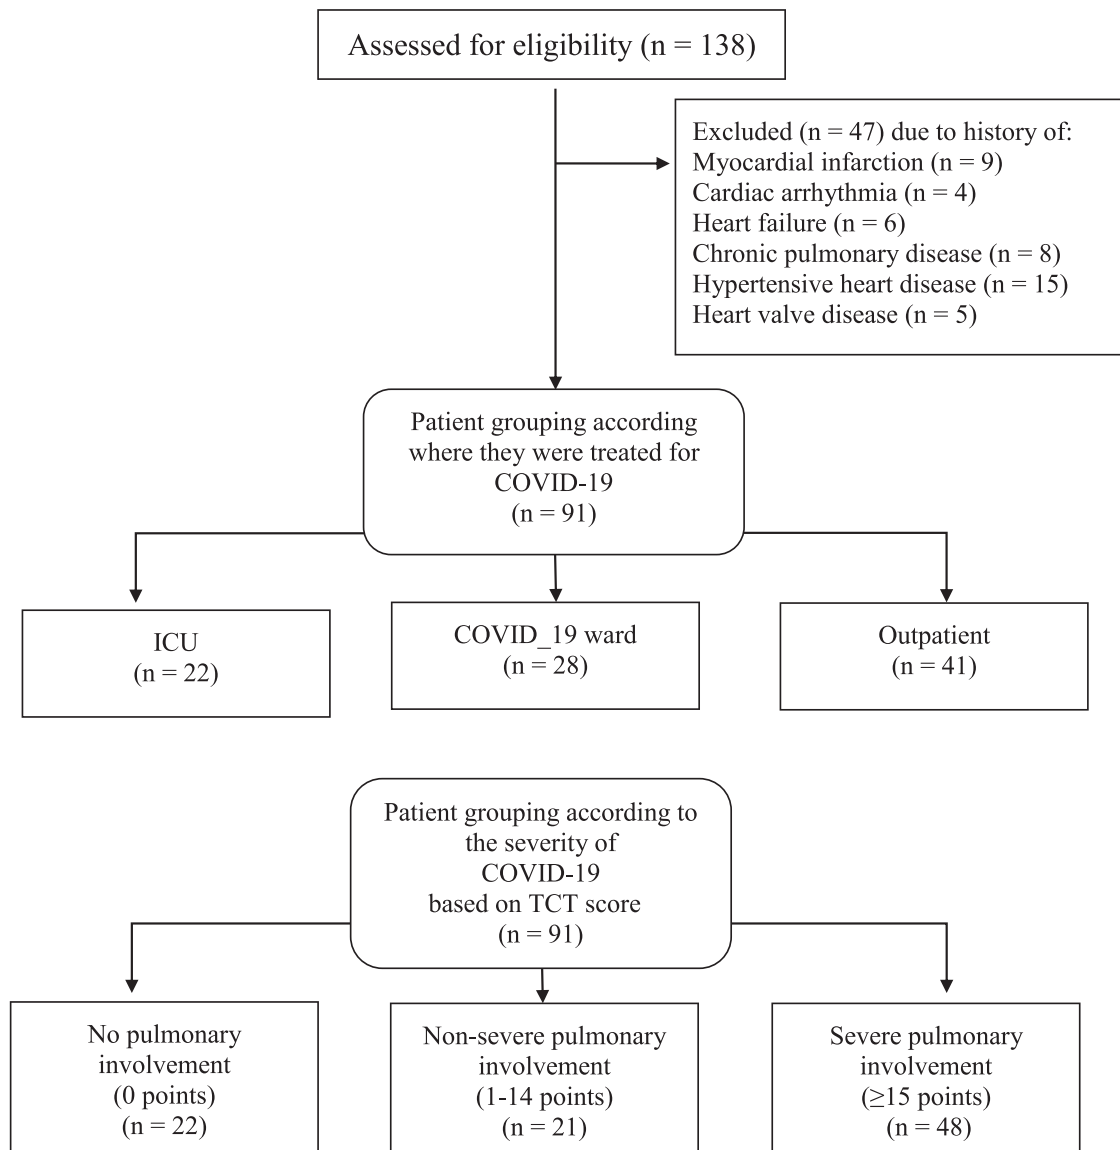 Assessed for eligibility (n = 138)
Excluded (n = 47) due to history of:
Myocardial infarction (n = 9)
Cardiac arrhythmia (n = 4)
Heart failure (n = 6)
Chronic pulmonary disease (n = 8)
Hypertensive heart disease (n = 15)
Heart valve disease (n = 5)
Patient grouping according
where they were treated for
COVID-19
(n = 91)
ICU
(n = 22)
COVID_19 ward
(n = 28)
Outpatient
(n = 41)
Patient grouping according to
the severity of
COVID-19
based on TCT score
(n = 91)
No pulmonary
involvement
(0 points)
(n = 22)
Non-severe pulmonary
involvement
(1-14 points)
(n = 21)
Severe pulmonary
involvement
(≥15 points)
(n = 48)